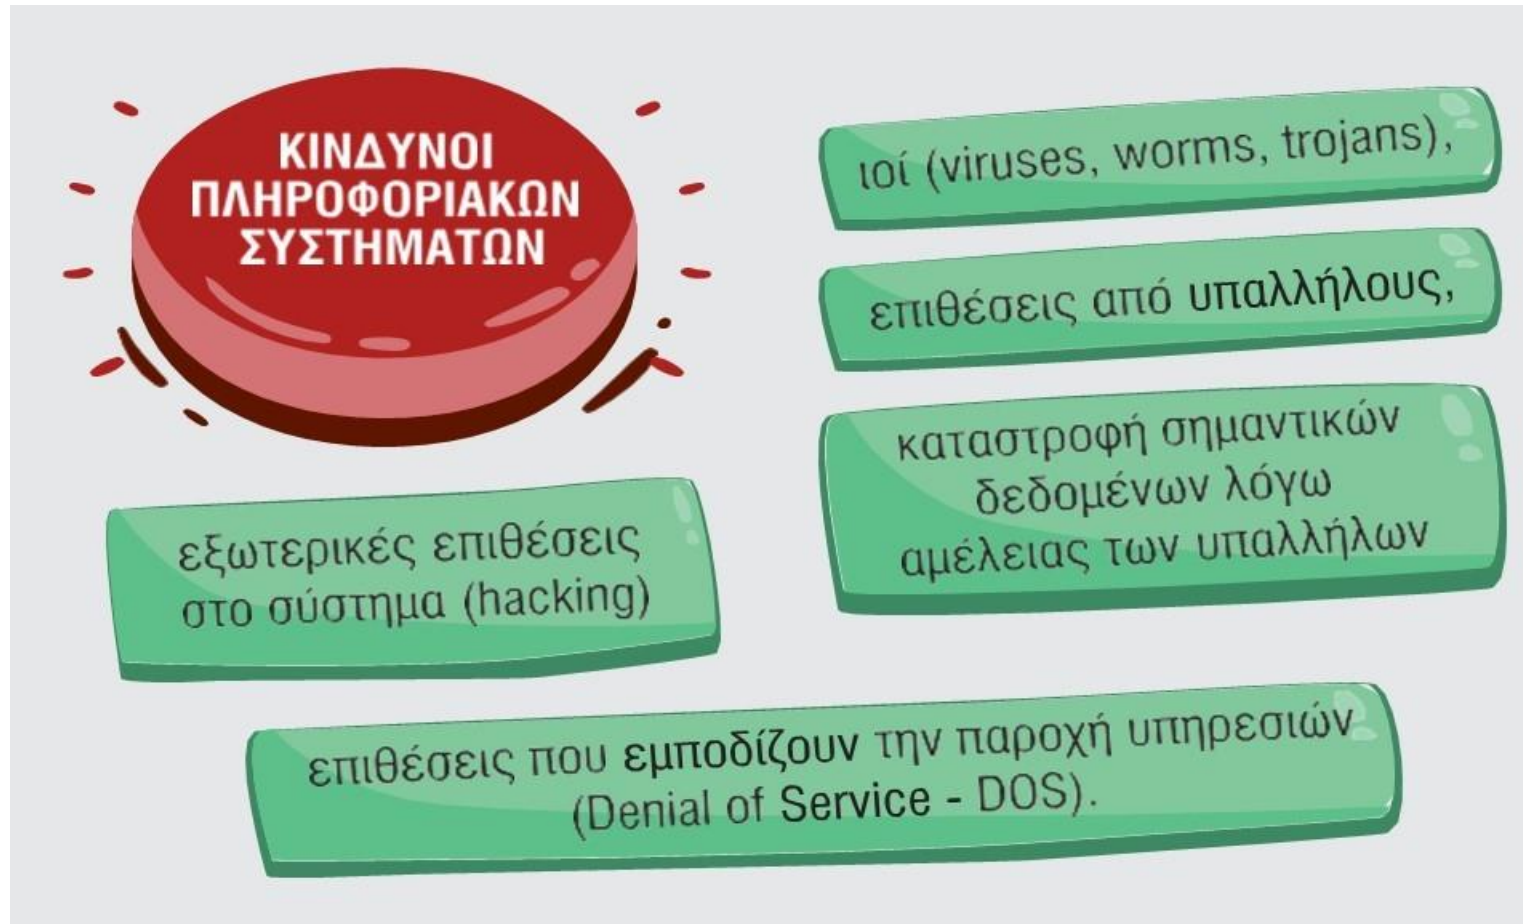 ΚΙΝΔΥΝΟΙ
ΠΛΗΡΟΦΟΡΙΑΚΩΝ
ΣΥΣΤΗΜΑΤΩΝ
ιοί (viruses, worms, trojans),
επιθέσεις από υπαλλήλους,
καταστροφή σημαντικών
δεδομένων λόγω
αμέλειας των υπαλλήλων
εξωτερικές επιθέσεις
στο σύστημα (hacking)
επιθέσεις που εμποδίζουν την παροχή υπηρεσιών
(Denial of Service - DOS).